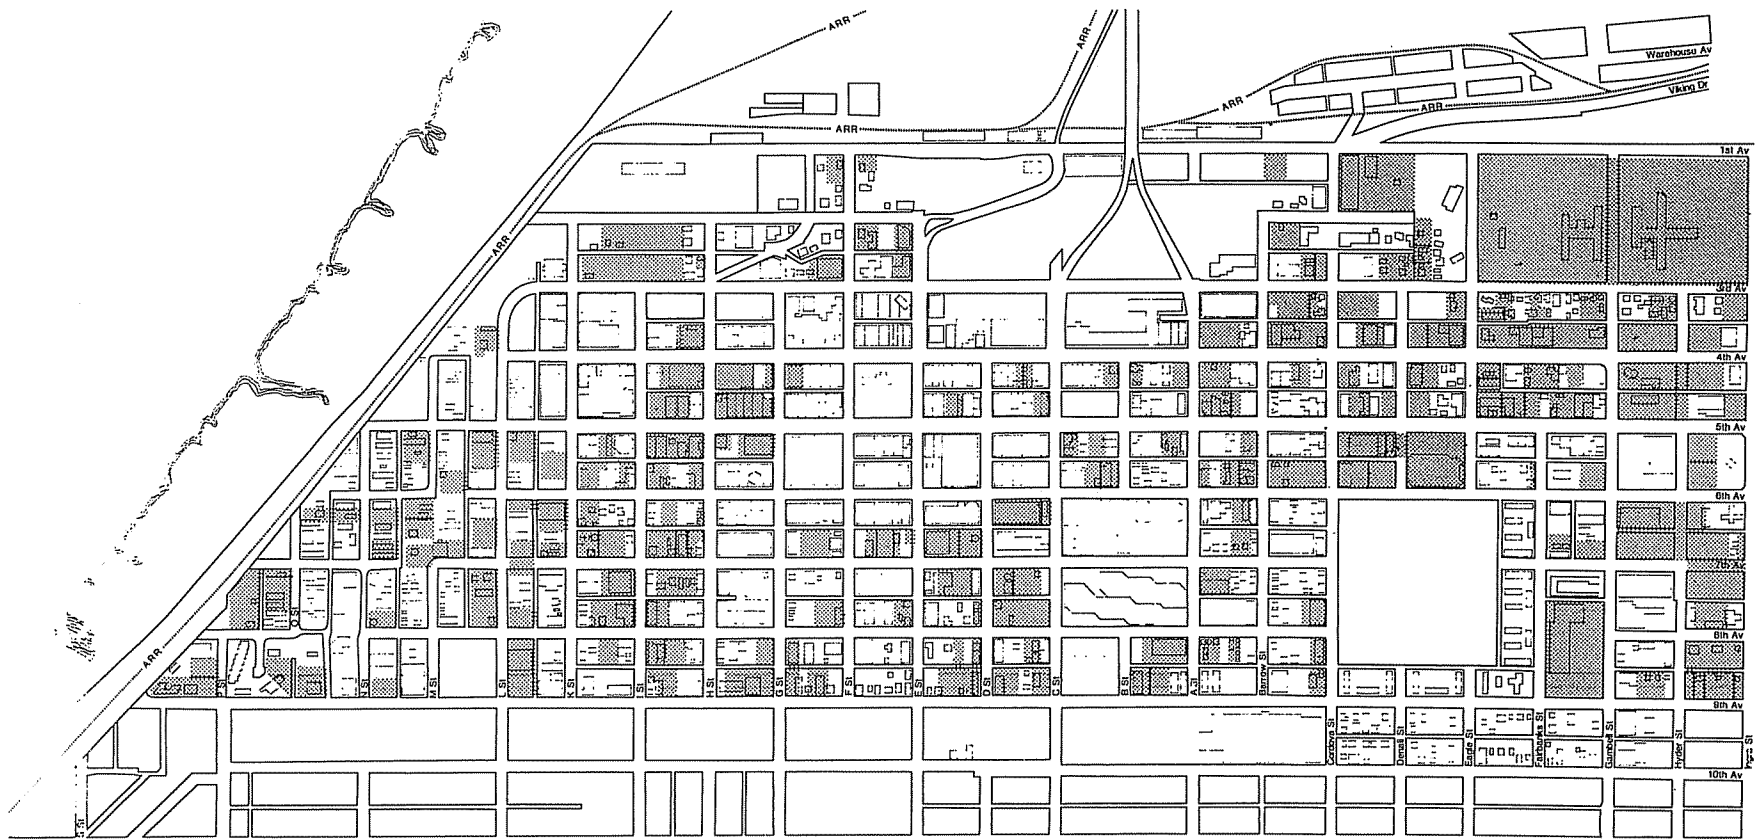 ARR
ARR
Warehouse Av
Viking Dr
ARR
ARR
ARR
1st Av
ARR
3rd Av
4th Av
5th Av
6th Av
7th Av
8th Av
ARR
N St
M St
L St
K St
I St
H St
G St
F St
E St
D St
C St
B St
A St
Barrow St
9th Av
Cordova St
Denali St
Eagle St
Fairbanks St
Gambell St
Hyder St
Ingra St
10th Av